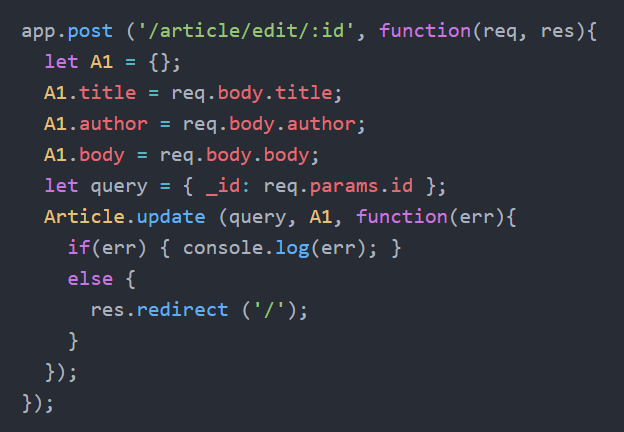 app.post ('/article/edit/:id', function(req, res){
  let A1 = {};
  A1.title = req.body.title;
  A1.author = req.body.author;
  A1.body = req.body.body;
  let query = { _id: req.params.id };
  Article.update (query, A1, function(err){
    if(err) { console.log(err); }
    else {
      res.redirect ('/');
    }
  });
});